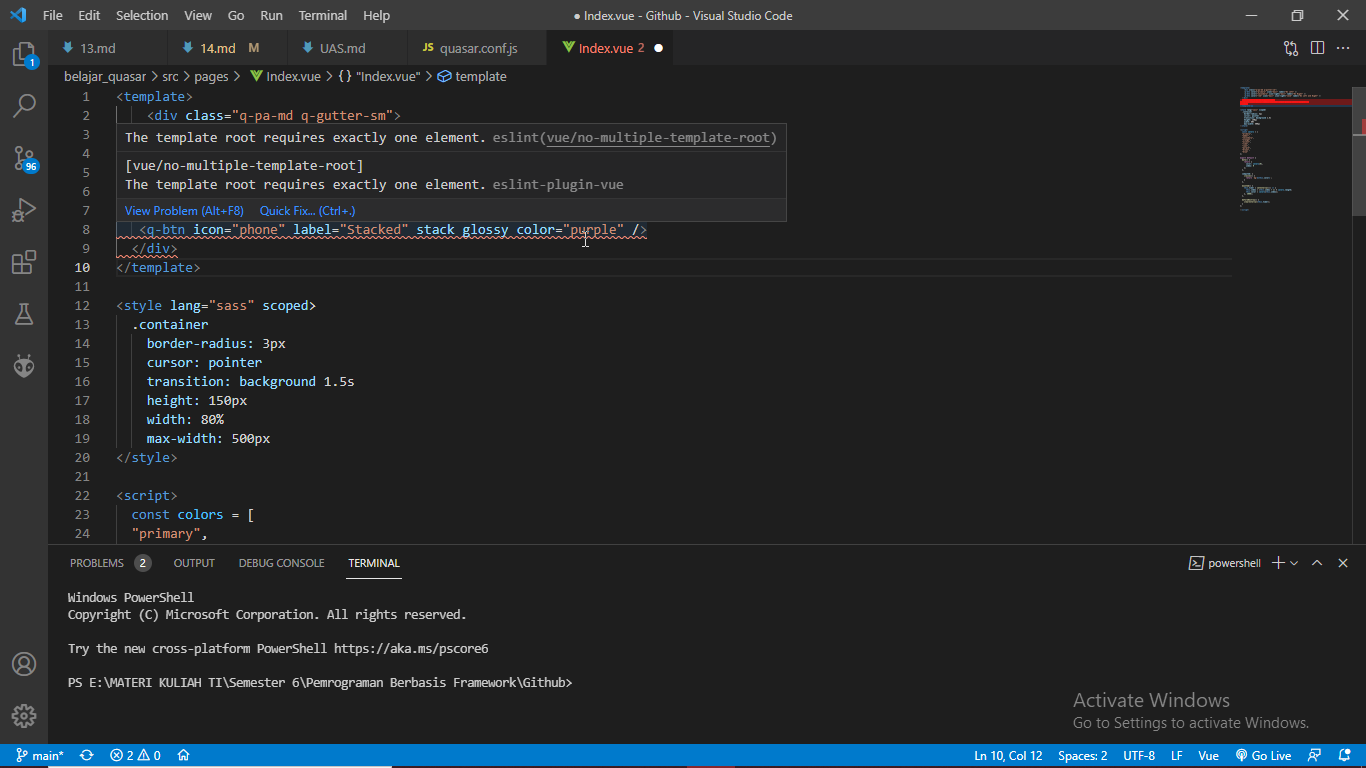 File Edit Selection View Go Run Terminal Help ● Index.vue - Github - Visual Studio Code
13.md 14.md M UAS.md JS quasar.conf.js Index.vue 2
belajar_quasar > src > pages > Index.vue > {} "Index.vue" > template
1 <template>
2 <div class="q-pa-md q-gutter-sm">
3
The template root requires exactly one element. eslint(vue/no-multiple-template-root)
4
[vue/no-multiple-template-root]
5
The template root requires exactly one element. eslint-plugin-vue
6
7
View Problem (Alt+F8) Quick Fix... (Ctrl+.)
8 <q-btn icon="phone" label="Stacked" stack glossy color="purple" />
9 </div>
10 </template>
11
12 <style lang="sass" scoped>
13 .container
14 border-radius: 3px
15 cursor: pointer
16 transition: background 1.5s
17 height: 150px
18 width: 80%
19 max-width: 500px
20 </style>
21
22 <script>
23 const colors = [
24 "primary",
PROBLEMS 2 OUTPUT DEBUG CONSOLE TERMINAL powershell
Windows PowerShell
Copyright (C) Microsoft Corporation. All rights reserved.
Try the new cross-platform PowerShell https://aka.ms/pscore6
PS E:\MATERI KULIAH TI\Semester 6\Pemrograman Berbasis Framework\Github>
Activate Windows
Go to Settings to activate Windows.
1
96
main* 2 0 Ln 10, Col 12 Spaces: 2 UTF-8 LF Vue Go Live